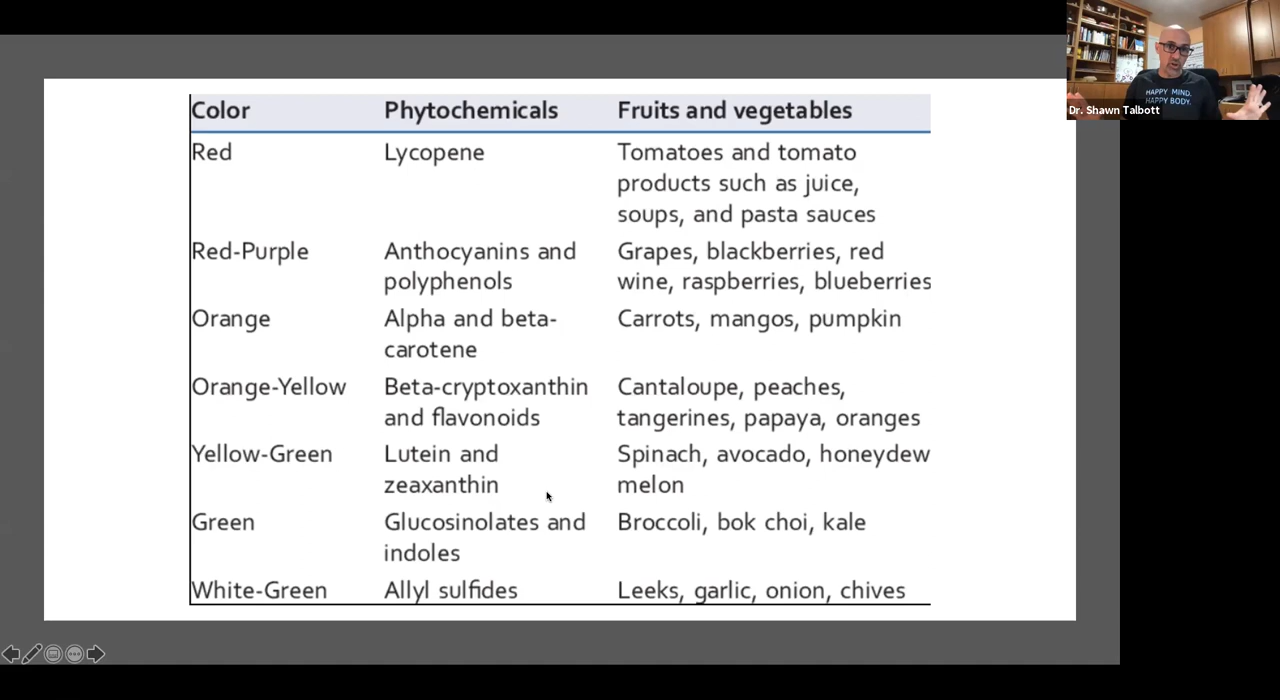 Color Phytochemicals Fruits and vegetables
Red Lycopene Tomatoes and tomato
products such as juice,
soups, and pasta sauces
Red-Purple Anthocyanins and Grapes, blackberries, red
polyphenols wine, raspberries, blueberries
Orange Alpha and beta- Carrots, mangos, pumpkin
carotene
Orange-Yellow Beta-cryptoxanthin Cantaloupe, peaches,
and flavonoids tangerines, papaya, oranges
Yellow-Green Lutein and Spinach, avocado, honeydew
zeaxanthin melon
Green Glucosinolates and Broccoli, bok choi, kale
indoles
White-Green Allyl sulfides Leeks, garlic, onion, chives
HAPPY MIND.
HAPPY BODY.
Dr. Shawn Talbott